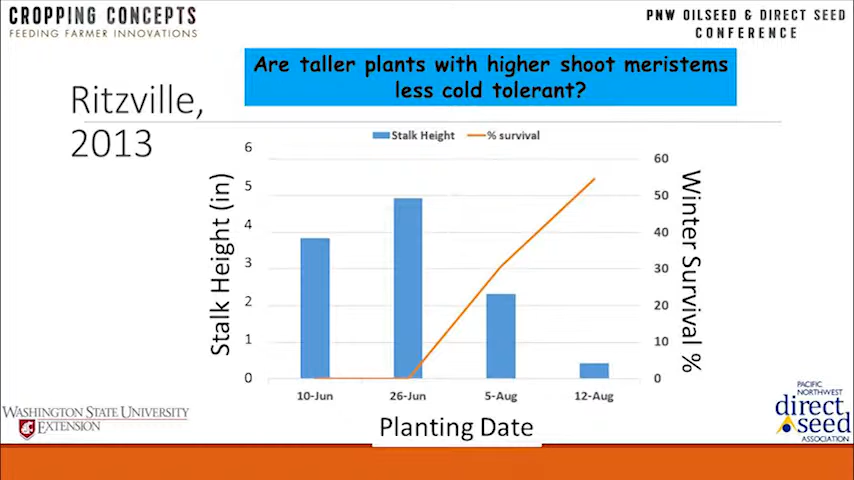 CROPPING CONCEPTS
FEEDING FARMER INNOVATIONS
PNW OILSEED & DIRECT SEED
CONFERENCE
Are taller plants with higher shoot meristems
less cold tolerant?
Ritzville,
2013
Stalk Height
% survival
Stalk Height (in)
6
5
4
3
2
1
0
60
50
40
30
20
10
0
Winter Survival %
10-Jun
26-Jun
5-Aug
12-Aug
Planting Date
WASHINGTON STATE UNIVERSITY
EXTENSION
PACIFIC
NORTHWEST
direct
seed
ASSOCIATION